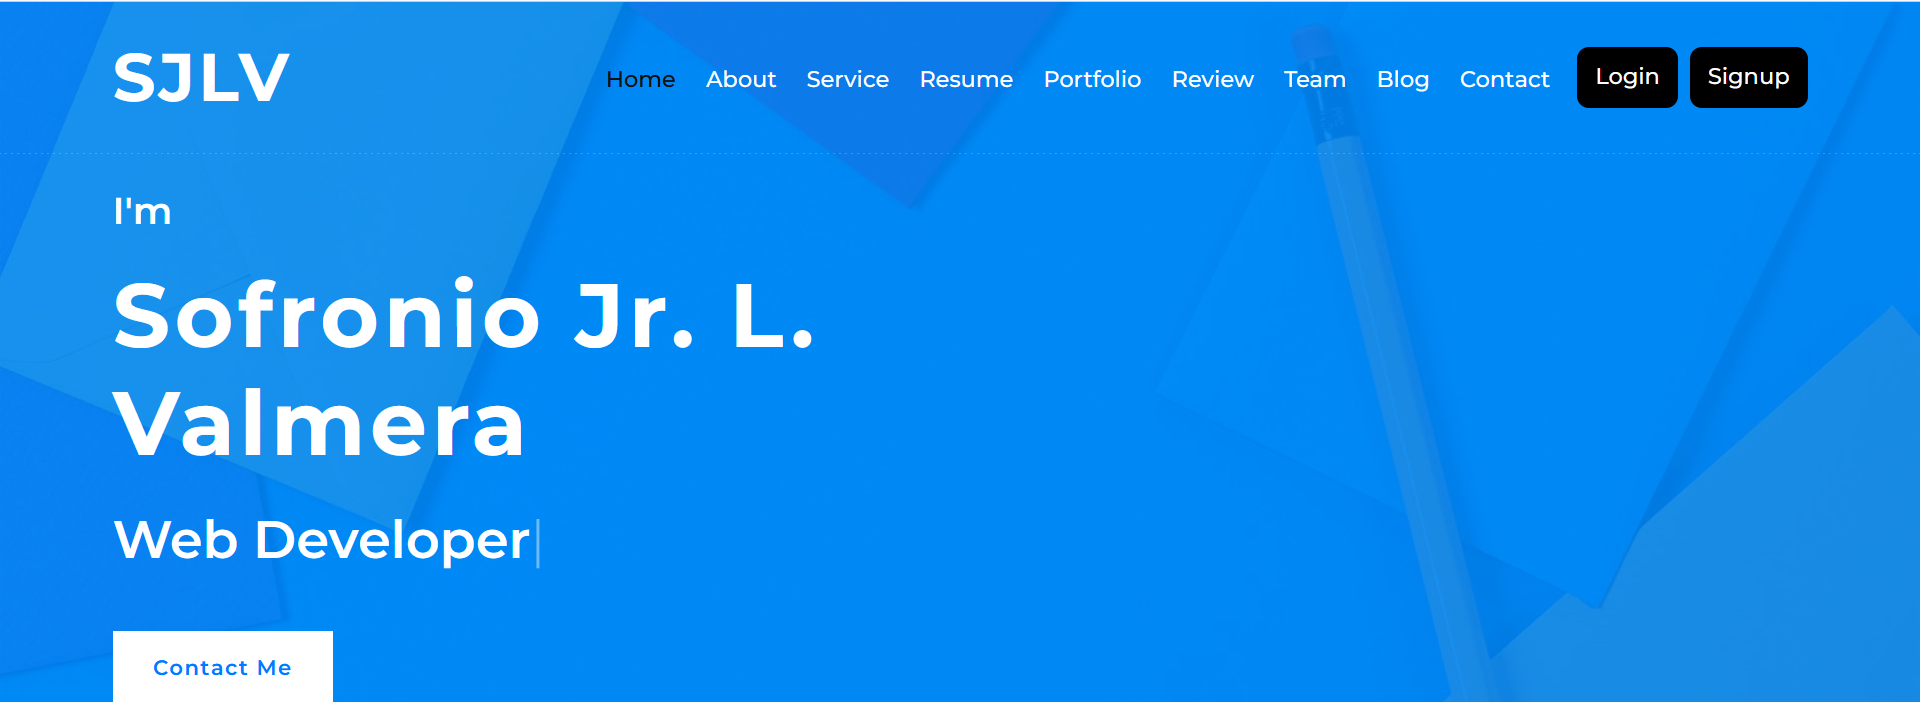 SJLV
Home About Service Resume Portfolio Review Team Blog Contact Login Signup
I'm
Sofronio Jr. L.
Valmera
Web Developer
Contact Me